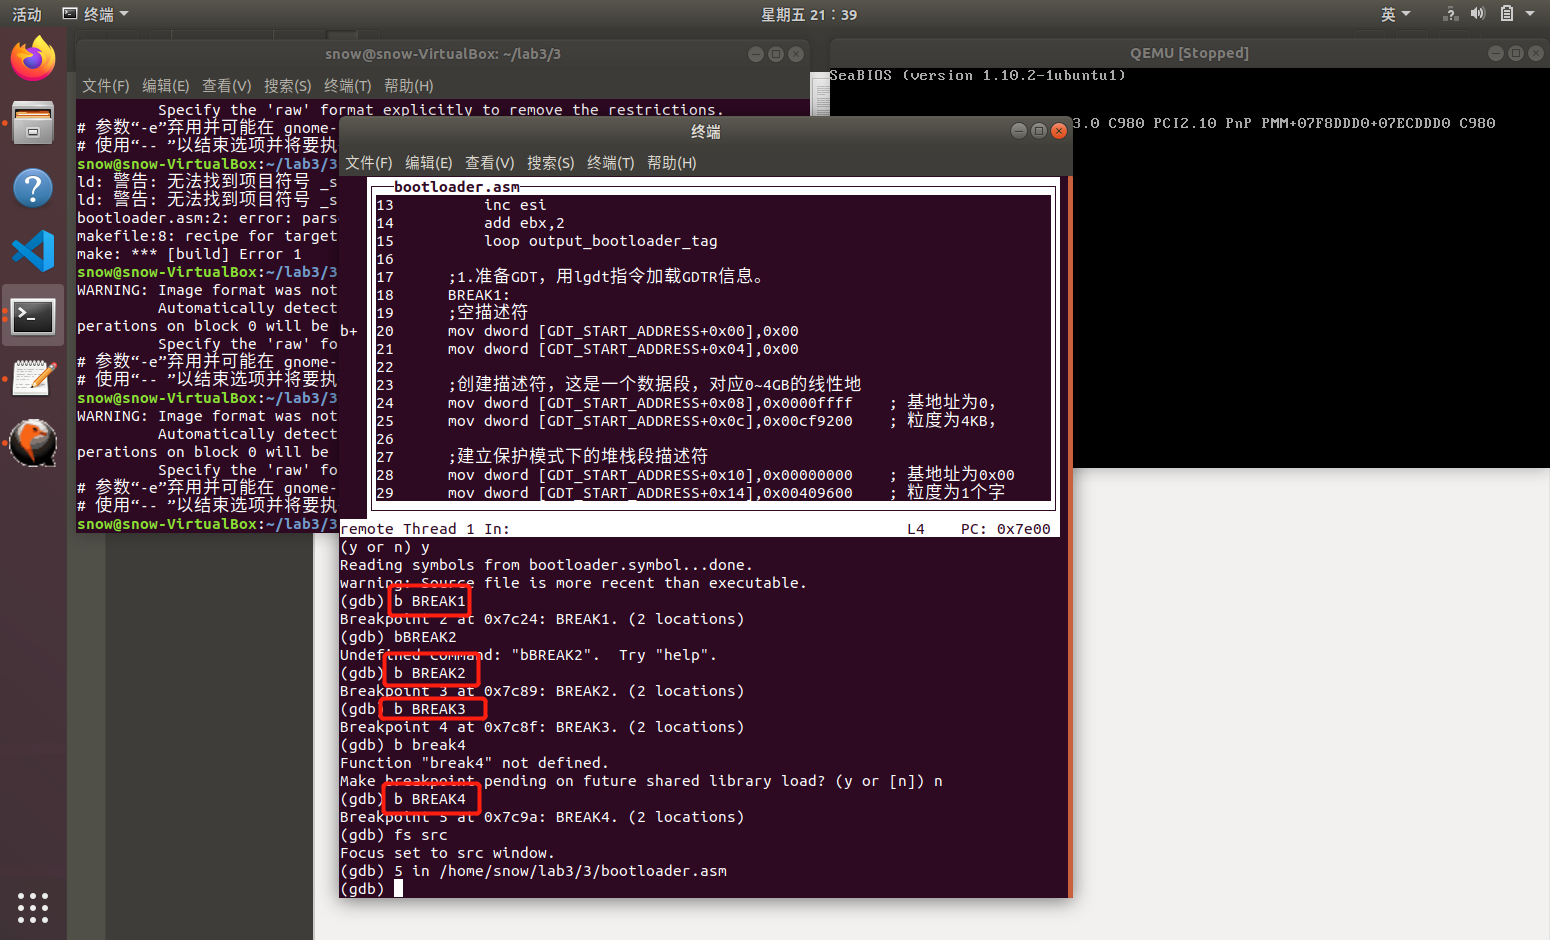 活动
终端
星期五 21：39
英
snow@snow-VirtualBox: ~/lab3/3
文件(F) 编辑(E) 查看(V) 搜索(S) 终端(T) 帮助(H)
Specify the 'raw' format explicitly to remove the restrictions.
# 参数“-e”弃用并可能在 gnome-
# 使用“-- ”以结束选项并将要执
snow@snow-VirtualBox:~/lab3/3
ld: 警告: 无法找到项目符号 _s
ld: 警告: 无法找到项目符号 _s
bootloader.asm:2: error: pars
makefile:8: recipe for target
make: *** [build] Error 1
snow@snow-VirtualBox:~/lab3/3
WARNING: Image format was not
Automatically detect
perations on block 0 will be
Specify the 'raw' fo
# 参数“-e”弃用并可能在 gnome-
# 使用“-- ”以结束选项并将要执
snow@snow-VirtualBox:~/lab3/3
WARNING: Image format was not
Automatically detect
perations on block 0 will be
Specify the 'raw' fo
# 参数“-e”弃用并可能在 gnome-
# 使用“-- ”以结束选项并将要执
snow@snow-VirtualBox:~/lab3/3
QEMU [Stopped]
SeaBIOS (version 1.10.2-1ubuntu1)
3.0 C980 PCI2.10 PnP PMM+07F8DDD0+07ECDDD0 C980
终端
文件(F) 编辑(E) 查看(V) 搜索(S) 终端(T) 帮助(H)
bootloader.asm
13 inc esi
14 add ebx,2
15 loop output_bootloader_tag
16
17 ;1.准备GDT，用lgdt指令加载GDTR信息。
18 BREAK1:
19 ;空描述符
b+ 20 mov dword [GDT_START_ADDRESS+0x00],0x00
21 mov dword [GDT_START_ADDRESS+0x04],0x00
22
23 ;创建描述符，这是一个数据段，对应0~4GB的线性地
24 mov dword [GDT_START_ADDRESS+0x08],0x0000ffff ; 基地址为0，
25 mov dword [GDT_START_ADDRESS+0x0c],0x00cf9200 ; 粒度为4KB，
26
27 ;建立保护模式下的堆栈段描述符
28 mov dword [GDT_START_ADDRESS+0x10],0x00000000 ; 基地址为0x00
29 mov dword [GDT_START_ADDRESS+0x14],0x00409600 ; 粒度为1个字
remote Thread 1 In: L4 PC: 0x7e00
(y or n) y
Reading symbols from bootloader.symbol...done.
warning: Source file is more recent than executable.
(gdb) b BREAK1
Breakpoint 2 at 0x7c24: BREAK1. (2 locations)
(gdb) bBREAK2
Undefined command: "bBREAK2".  Try "help".
(gdb) b BREAK2
Breakpoint 3 at 0x7c89: BREAK2. (2 locations)
(gdb) b BREAK3
Breakpoint 4 at 0x7c8f: BREAK3. (2 locations)
(gdb) b break4
Function "break4" not defined.
Make breakpoint pending on future shared library load? (y or [n]) n
(gdb) b BREAK4
Breakpoint 5 at 0x7c9a: BREAK4. (2 locations)
(gdb) fs src
Focus set to src window.
(gdb) 5 in /home/snow/lab3/3/bootloader.asm
(gdb)